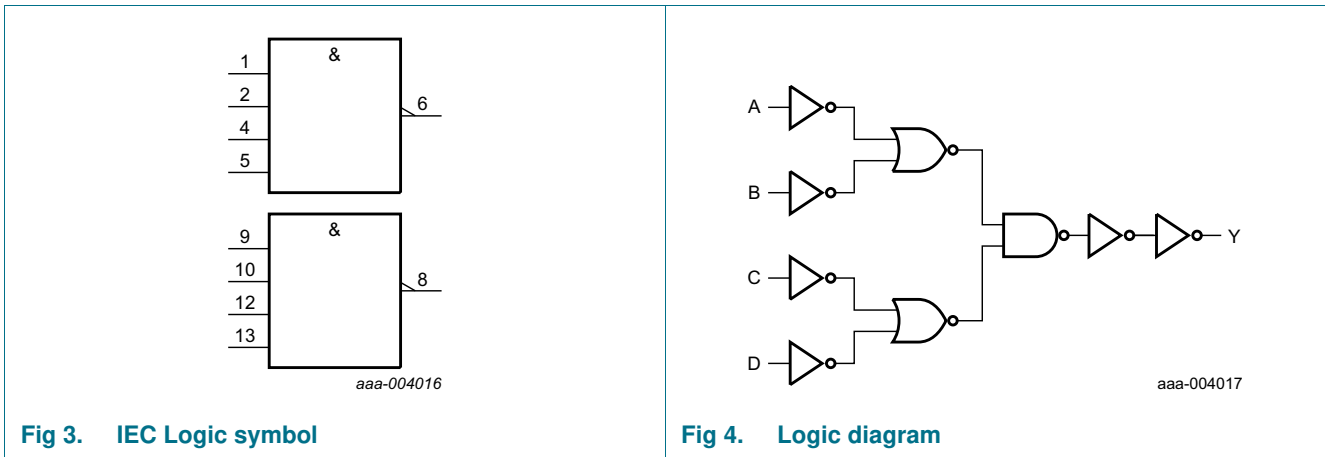 &
1
2
4
5
6
&
9
10
12
13
8
aaa-004016
Fig 3. IEC Logic symbol
A
B
C
D
Y
aaa-004017
Fig 4. Logic diagram